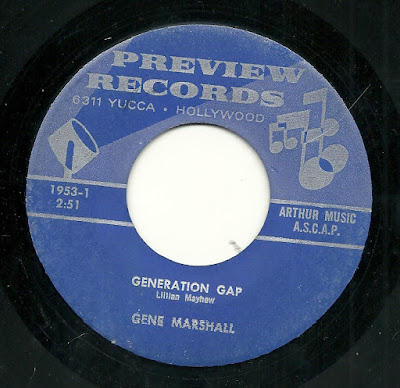 PREVIEW
RECORDS
6311 YUCCA • HOLLYWOOD
1953-1
2:51
ARTHUR MUSIC
A.S.C.A.P.
GENERATION GAP
Lillian Mayhew
GENE MARSHALL